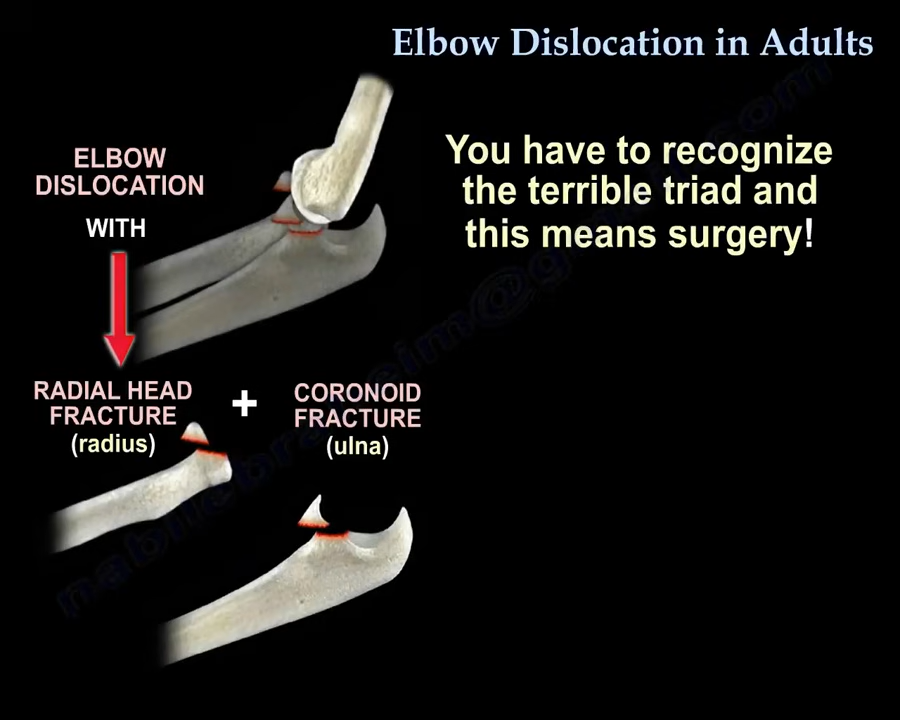 Elbow Dislocation in Adults
ELBOW
DISLOCATION
WITH
You have to recognize
the terrible triad and
this means surgery!
RADIAL HEAD
FRACTURE
(radius)
+
CORONOID
FRACTURE
(ulna)